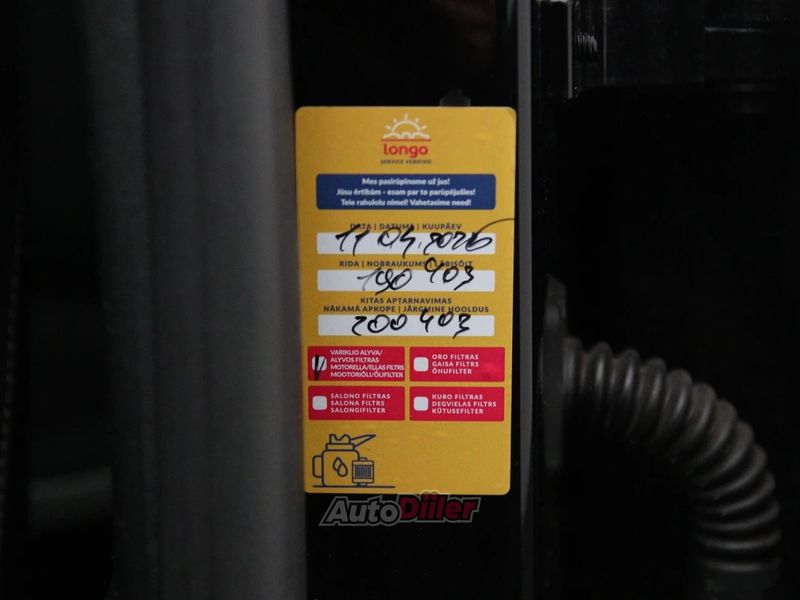 longo
SERVICE VERIFIED
Mes pasirūpinome už jus!
Jūsu ērtībām - esam par to parūpējušies!
Teie rahulolu nimel! Vahetasime need!
DATA | DATUMS | KUUPÄEV
11 04.2026
RIDA | NOBRAUKUMS | LÄBISÕIT
190 403
KITAS APTARNAVIMAS
NĀKAMĀ APKOPE | JÄRGMINE HOOLDUS
200 403
VARIKLIO ALYVA/
ALYVOS FILTRAS
MOTORELLA/ELLAS FILTRS
MOOTORIÕLI/ÕLIFILTER
ORO FILTRAS
GAISA FILTRS
ÕHUFILTER
SALONO FILTRAS
SALONA FILTRS
SALONGIFILTER
KURO FILTRAS
DEGVIELAS FILTRS
KÜTUSEFILTER
AutoDiiler